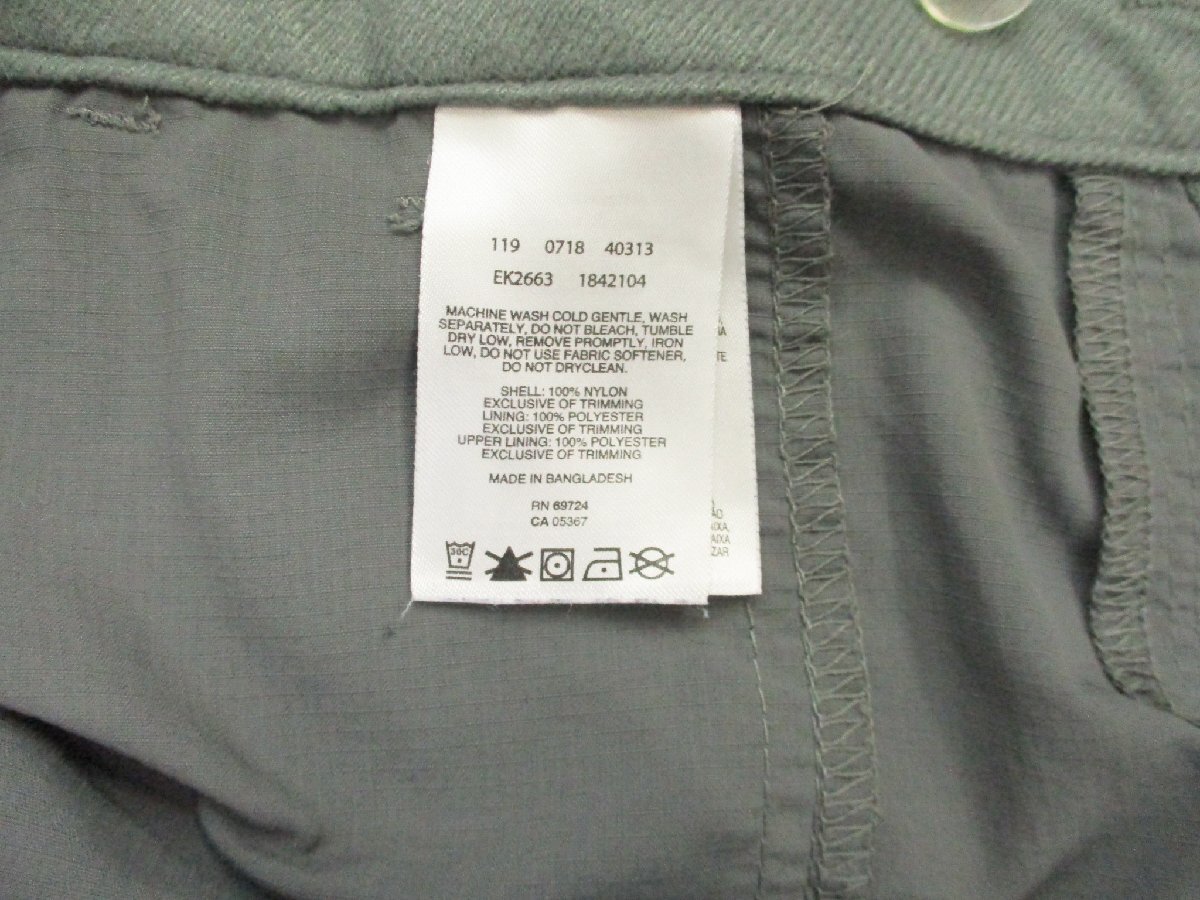 119 0718 40313
EK2663 1842104
MACHINE WASH COLD GENTLE, WASH
SEPARATELY, DO NOT BLEACH, TUMBLE
DRY LOW, REMOVE PROMPTLY, IRON
LOW, DO NOT USE FABRIC SOFTENER,
DO NOT DRYCLEAN.
SHELL: 100% NYLON
EXCLUSIVE OF TRIMMING
LINING: 100% POLYESTER
EXCLUSIVE OF TRIMMING
UPPER LINING: 100% POLYESTER
EXCLUSIVE OF TRIMMING
MADE IN BANGLADESH
RN 69724
CA 05367
30C